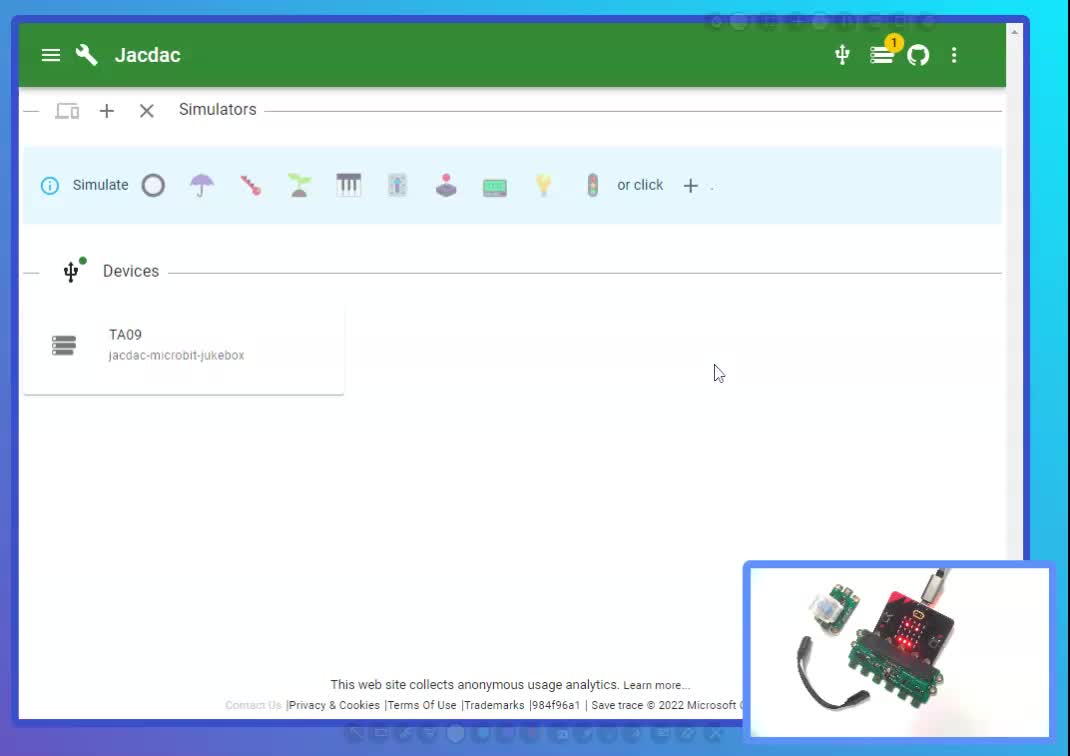 Jacdac
1
Simulators
Simulate or click + .
Devices
TA09
jacdac-microbit-jukebox
This web site collects anonymous usage analytics. Learn more...
Contact Us |Privacy & Cookies |Terms Of Use |Trademarks |984f96a1 | Save trace © 2022 Microsoft